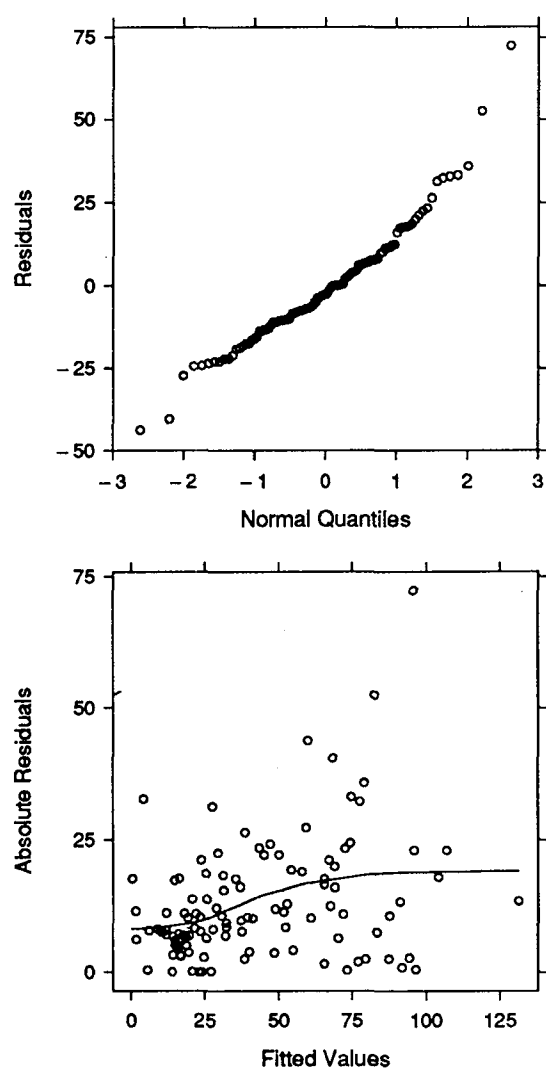 75
50
25
0
−25
−50
Residuals
−3 −2 −1 0 1 2 3
Normal Quantiles
75
50
25
0
Absolute Residuals
0 25 50 75 100 125
Fitted Values